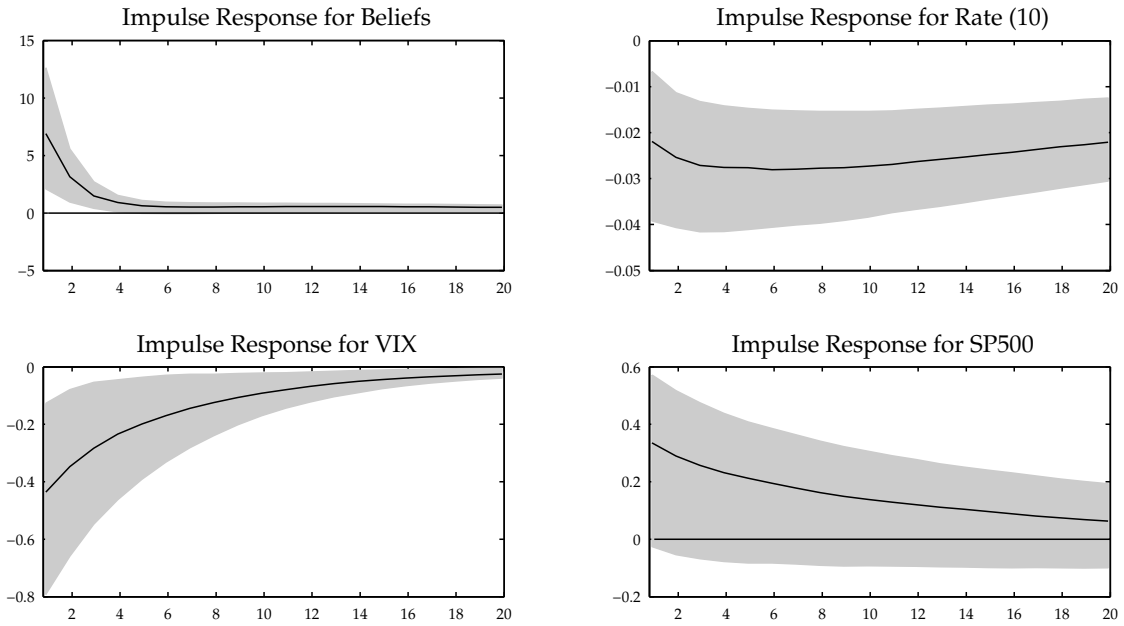 Impulse Response for Beliefs
15
10
5
0
−5
2 4 6 8 10 12 14 16 18 20
Impulse Response for Rate (10)
0
−0.01
−0.02
−0.03
−0.04
−0.05
2 4 6 8 10 12 14 16 18 20
Impulse Response for VIX
0
−0.2
−0.4
−0.6
−0.8
2 4 6 8 10 12 14 16 18 20
Impulse Response for SP500
0.6
0.4
0.2
0
−0.2
2 4 6 8 10 12 14 16 18 20